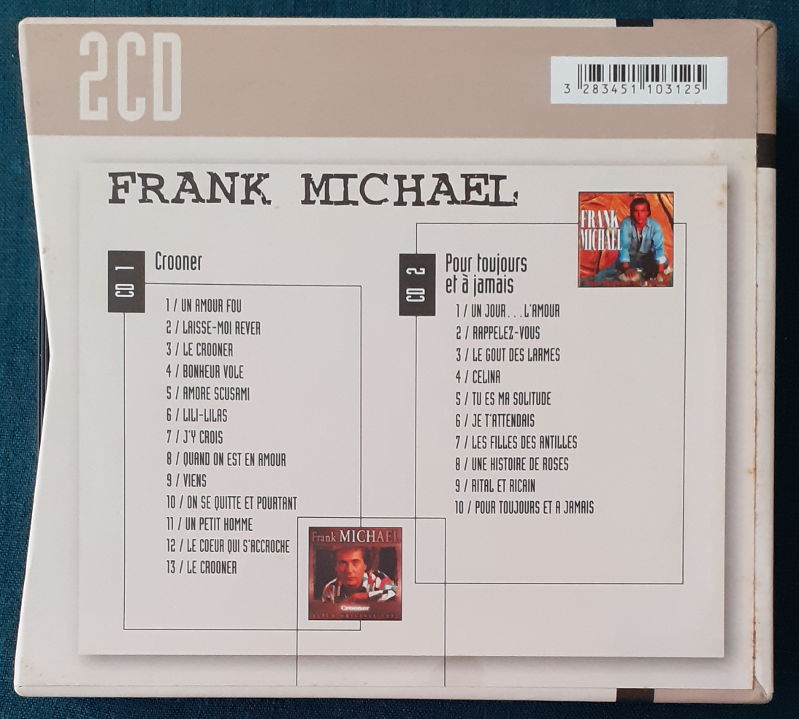 2CD
3 283451 103125
FRANK MICHAEL
FRANK
MICHAEL
CD 1
Crooner
1 / UN AMOUR FOU
2 / LAISSE-MOI REVER
3 / LE CROONER
4 / BONHEUR VOLE
5 / AMORE SCUSAMI
6 / LILI-LILAS
7 / J'Y CROIS
8 / QUAND ON EST EN AMOUR
9 / VIENS
10 / ON SE QUITTE ET POURTANT
11 / UN PETIT HOMME
12 / LE COEUR QUI S'ACCROCHE
13 / LE CROONER
Frank MICHAEL
Crooner
CD 2
Pour toujours
et à jamais
1 / UN JOUR...L'AMOUR
2 / RAPPELEZ-VOUS
3 / LE GOUT DES LARMES
4 / CELINA
5 / TU ES MA SOLITUDE
6 / JE T'ATTENDAIS
7 / LES FILLES DES ANTILLES
8 / UNE HISTOIRE DE ROSES
9 / RITAL ET RICAIN
10 / POUR TOUJOURS ET A JAMAIS